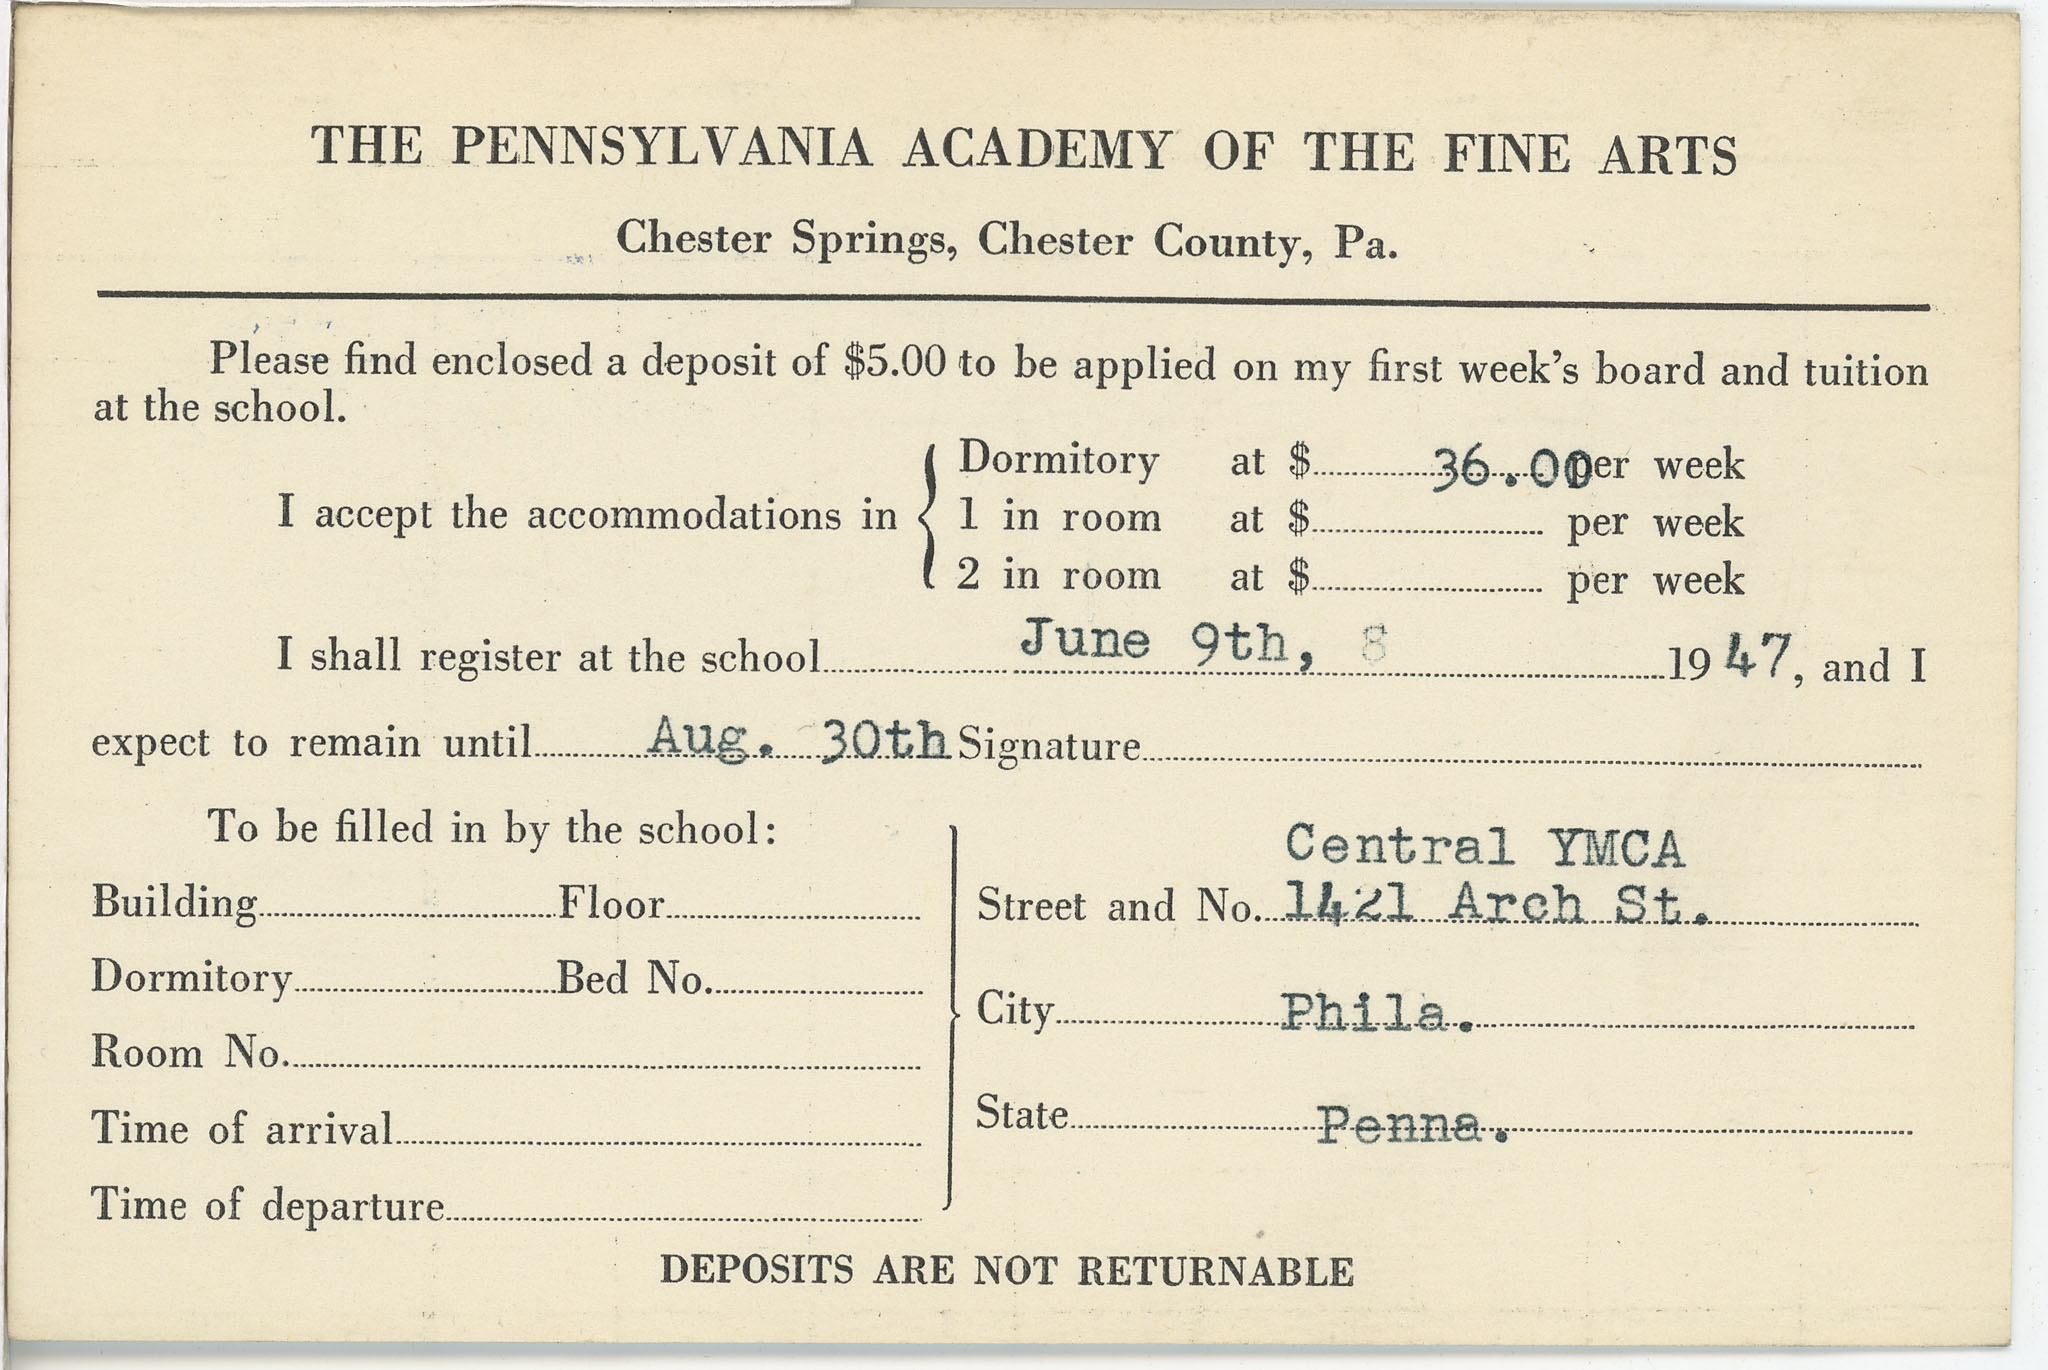 THE PENNSYLVANIA ACADEMY OF THE FINE ARTS
Chester Springs, Chester County, Pa.
Please find enclosed a deposit of $5.00 to be applied on my first week's board and tuition
at the school.
I accept the accommodations in
Dormitory at $ 36.00 per week
1 in room at $ per week
2 in room at $ per week
I shall register at the school June 9th, 8 1947, and I
expect to remain until Aug. 30th Signature
To be filled in by the school:
Building Floor
Dormitory Bed No.
Room No.
Time of arrival
Time of departure
Central YMCA
Street and No. 1421 Arch St.
City Phila.
State Penna.
DEPOSITS ARE NOT RETURNABLE